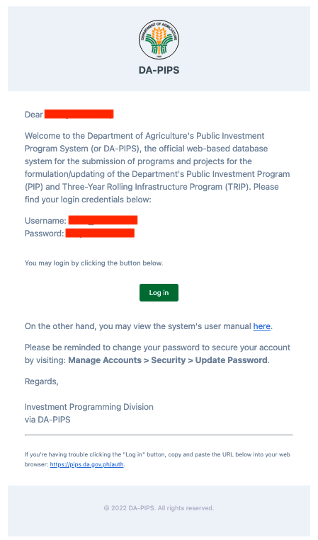 DEPARTMENT OF AGRICULTURE
DA-PIPS
Dear
Welcome to the Department of Agriculture's Public Investment
Program System (or DA-PIPS), the official web-based database
system for the submission of programs and projects for the
formulation/updating of the Department's Public Investment Program
(PIP) and Three-Year Rolling Infrastructure Program (TRIP). Please
find your login credentials below:
Username:
Password:
You may login by clicking the button below.
Log in
On the other hand, you may view the system's user manual here.
Please be reminded to change your password to secure your account
by visiting: Manage Accounts > Security > Update Password.
Regards,
Investment Programming Division
via DA-PIPS
If you're having trouble clicking the "Log in" button, copy and paste the URL below into your web
browser: https://pips.da.gov.ph/auth.
© 2022 DA-PIPS. All rights reserved.